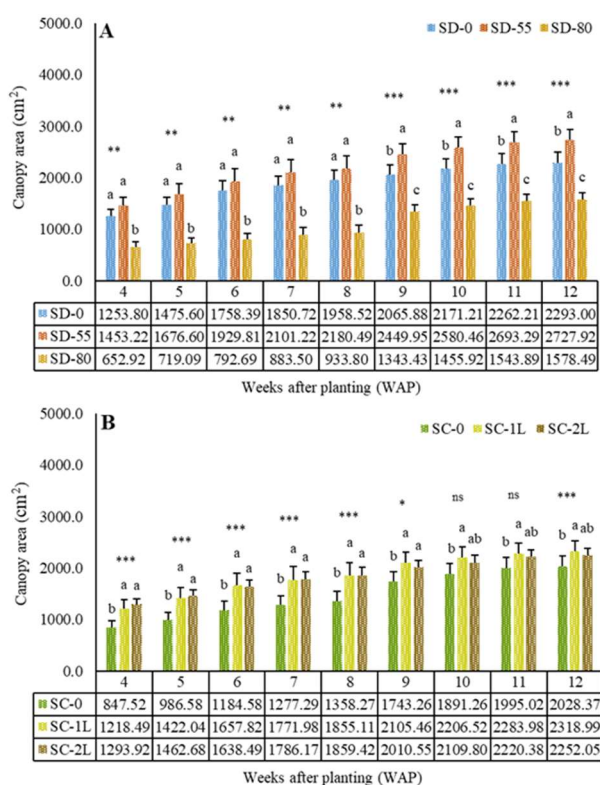 A
SD-0 SD-55 SD-80
Canopy area (cm²)
5000.0
4000.0
3000.0
2000.0
1000.0
0.0
** ** ** ** ** *** *** *** ***
a a b a a b a a b a a b a a b b a c b a c b a c b a c
4 5 6 7 8 9 10 11 12
SD-0 1253.80 1475.60 1758.39 1850.72 1958.52 2065.88 2171.21 2262.21 2293.00
SD-55 1453.22 1676.60 1929.81 2101.22 2180.49 2449.95 2580.46 2693.29 2727.92
SD-80 652.92 719.09 792.69 883.50 933.80 1343.43 1455.92 1543.89 1578.49
Weeks after planting (WAP)
B
SC-0 SC-1L SC-2L
Canopy area (cm²)
5000.0
4000.0
3000.0
2000.0
1000.0
0.0
*** *** *** *** *** * ns ns ***
b a a b a a b a a b a a b a a b a a b a ab b a ab b a ab
4 5 6 7 8 9 10 11 12
SC-0 847.52 986.58 1184.58 1277.29 1358.27 1743.26 1891.26 1995.02 2028.37
SC-1L 1218.49 1422.04 1657.82 1771.98 1855.11 2105.46 2206.52 2283.98 2318.99
SC-2L 1293.92 1462.68 1638.49 1786.17 1859.42 2010.55 2109.80 2220.38 2252.05
Weeks after planting (WAP)